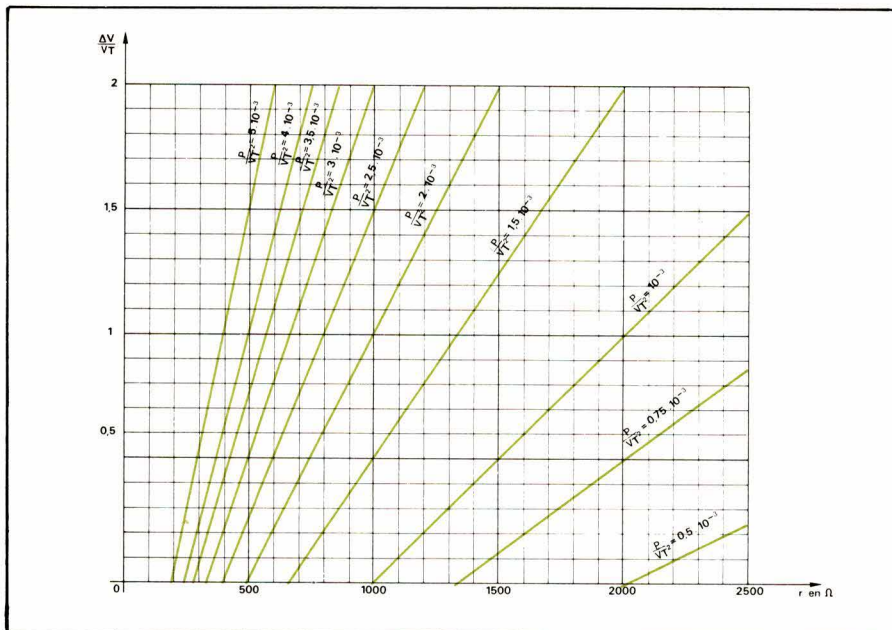 ΔV
VT
2
1,5
1
0,5
0
500
1000
1500
2000
2500
r en Ω
P/VT² = 5 . 10⁻³
P/VT² = 4 . 10⁻³
P/VT² = 3,5 . 10⁻³
P/VT² = 3 . 10⁻³
P/VT² = 2,5 . 10⁻³
P/VT² = 2 . 10⁻³
P/VT² = 1,5 . 10⁻³
P/VT² = 10⁻³
P/VT² = 0,75 . 10⁻³
P/VT² = 0,5 . 10⁻³